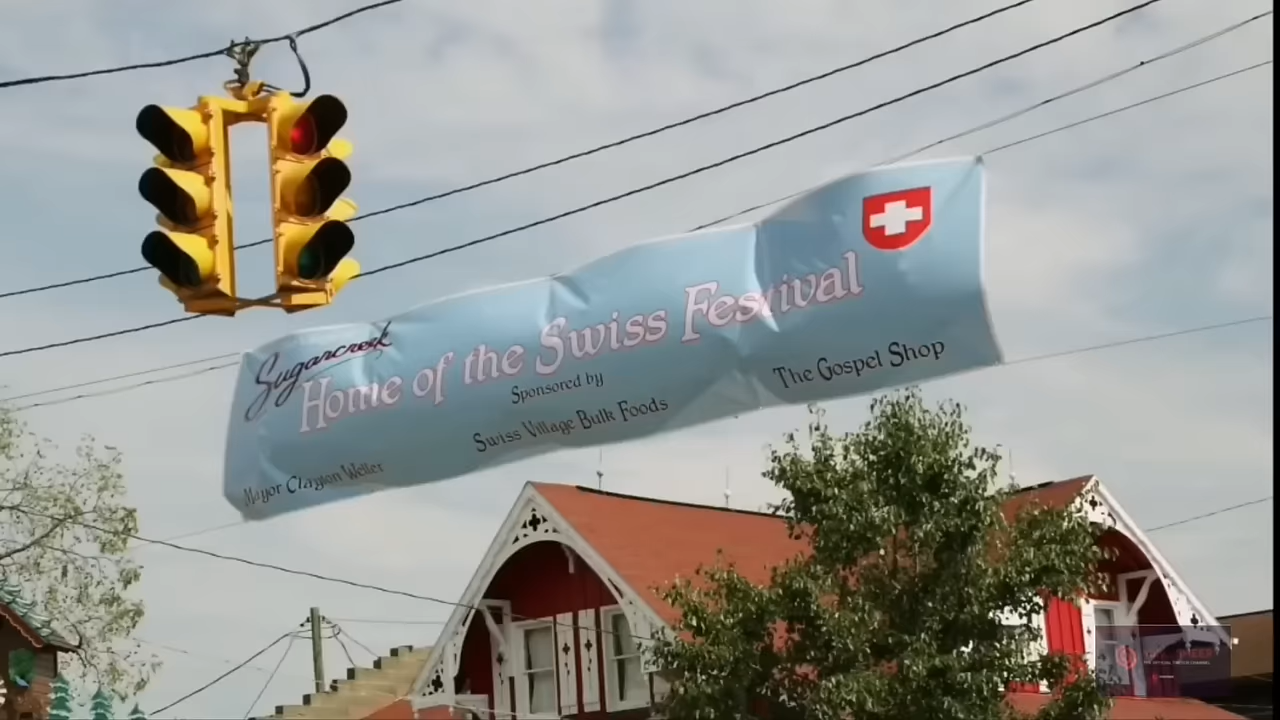 Sugarcreek
Home of the Swiss Festival
Sponsored by
Swiss Village Bulk Foods
The Gospel Shop
Mayor Clayton Weller